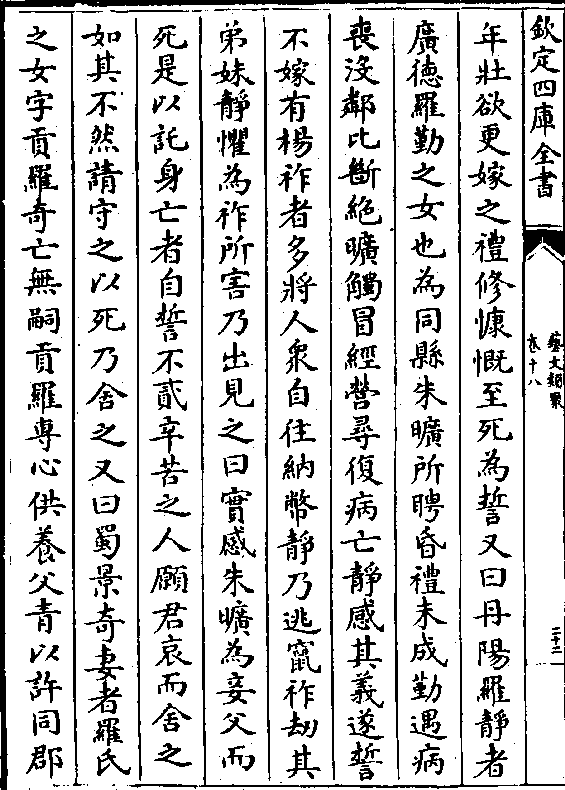 欽定四庫全書
藝文類聚
卷十八
二十二
年壯欲更嫁之禮修慷慨至死為誓又曰丹陽羅靜者
廣德羅勤之女也為同縣朱曠所聘昏禮未成勤遇病
喪没鄰比斷絶曠觸冒經營尋復病亡靜感其義遂誓
不嫁有楊祚者多將人衆自往納幣靜乃逃竄祚劫其
弟妹靜懼為祚所害乃出見之曰實感朱曠為妾父而
死是以託身亡者自誓不貳辛苦之人願君哀而舍之
如其不然請守之以死乃舍之又曰蜀景奇妻者羅氏
之女字貢羅奇亡無嗣貢羅專心供養父青以許同郡